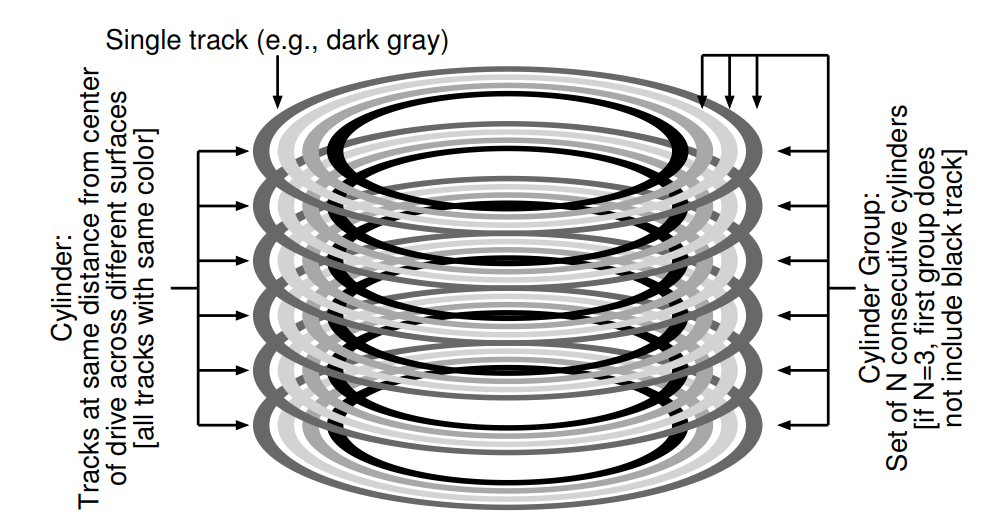 Single track (e.g., dark gray)
Cylinder:
Tracks at same distance from center
of drive across different surfaces
[all tracks with same color]
Cylinder Group:
Set of N consecutive cylinders
[if N=3, first group does
not include black track]